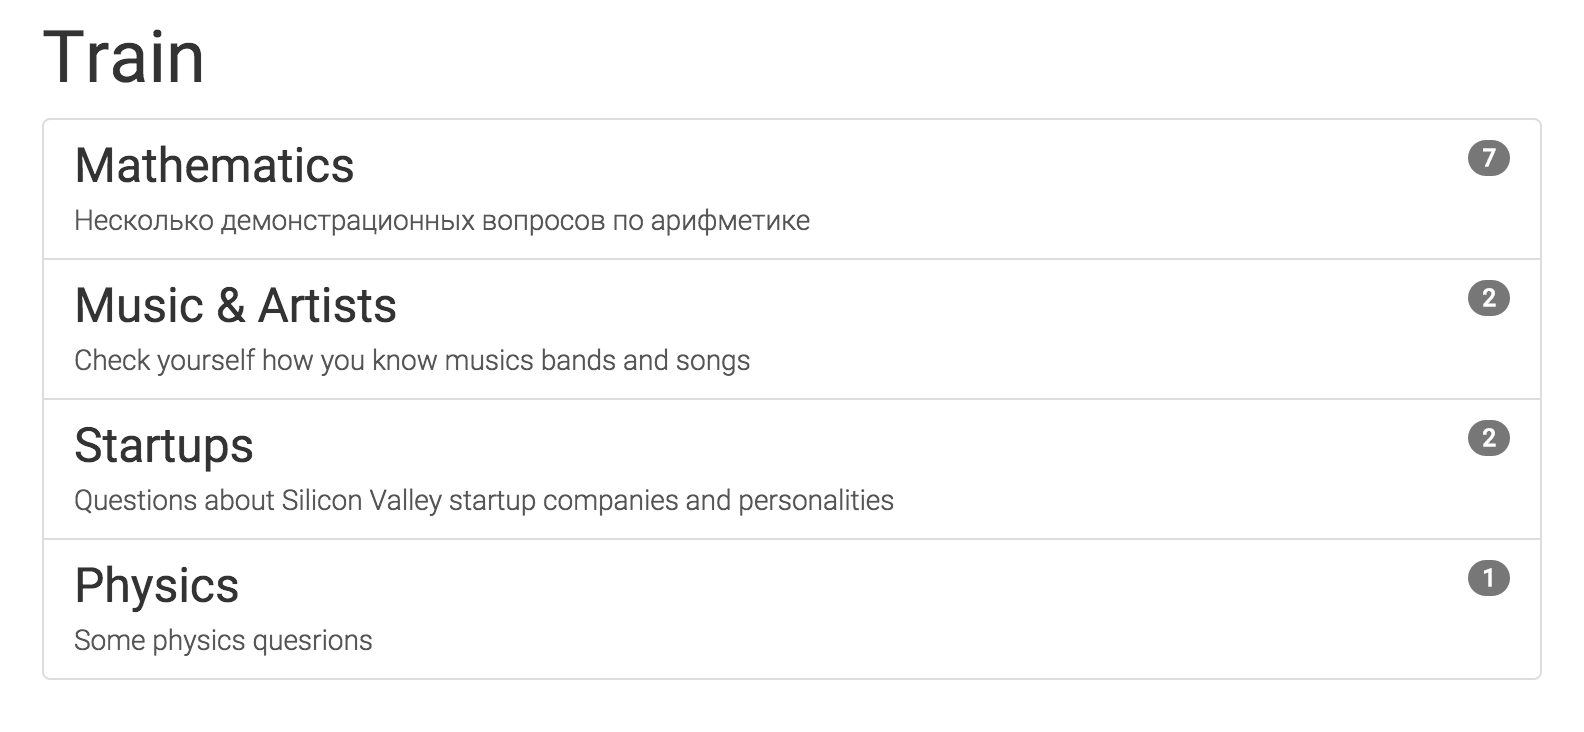 Train
Mathematics 7
Несколько демонстрационных вопросов по арифметике
Music & Artists 2
Check yourself how you know musics bands and songs
Startups 2
Questions about Silicon Valley startup companies and personalities
Physics 1
Some physics quesrions